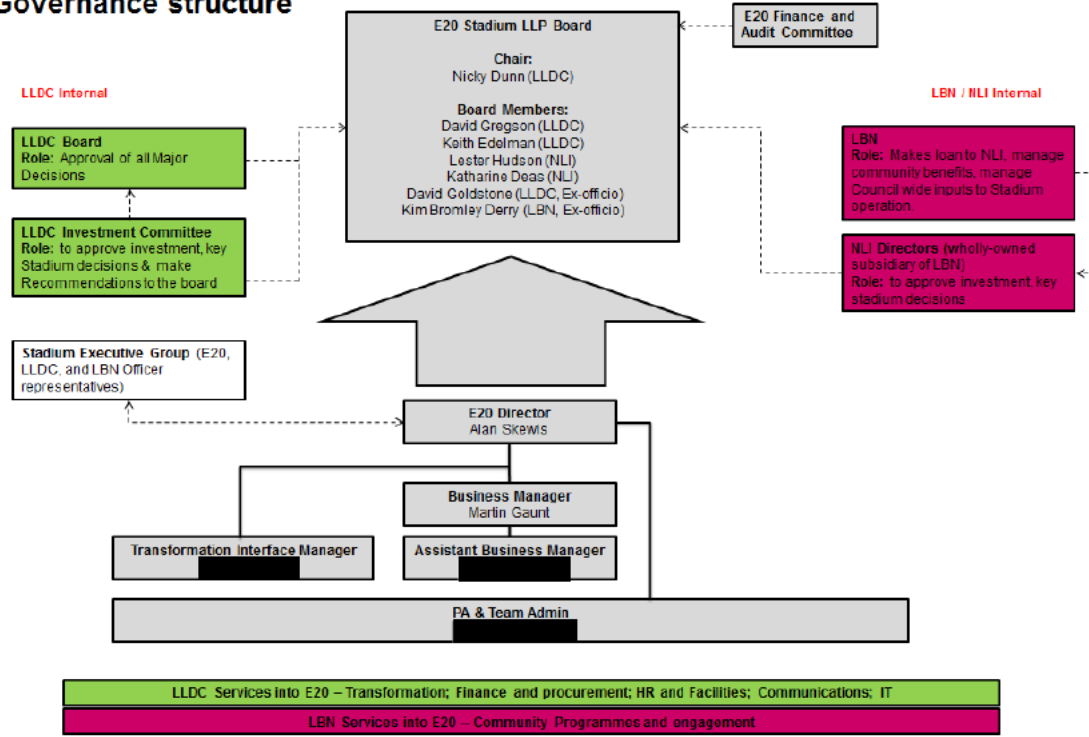 Governance structure
E20 Stadium LLP Board
Chair:
Nicky Dunn (LLDC)
Board Members:
David Gregson (LLDC)
Keith Edelman (LLDC)
Lester Hudson (NLI)
Katharine Deas (NLI)
David Goldstone (LLDC, Ex-officio)
Kim Bromley Derry (LBN, Ex-officio)
E20 Finance and
Audit Committee
LLDC Internal
LBN / NLI Internal
LLDC Board
Role: Approval of all Major
Decisions
LLDC Investment Committee
Role: to approve investment, key
Stadium decisions & make
Recommendations to the board
LBN
Role: Makes loan to NLI, manage
community benefits, manage
Council wide inputs to Stadium
operation.
NLI Directors (wholly-owned
subsidiary of LBN)
Role: to approve investment, key
stadium decisions
Stadium Executive Group (E20,
LLDC, and LBN Officer
representatives)
E20 Director
Alan Skewis
Business Manager
Martin Gaunt
Transformation Interface Manager
Assistant Business Manager
PA & Team Admin
LLDC Services into E20 – Transformation; Finance and procurement; HR and Facilities; Communications; IT
LBN Services into E20 – Community Programmes and engagement